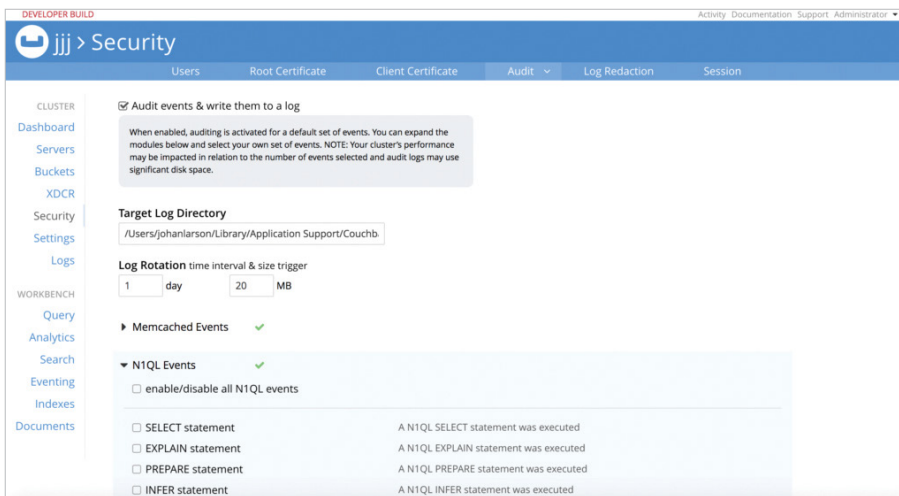 DEVELOPER BUILD
Activity Documentation Support Administrator
jjj > Security
Users Root Certificate Client Certificate Audit Log Redaction Session
CLUSTER
Dashboard
Servers
Buckets
XDCR
Security
Settings
Logs
WORKBENCH
Query
Analytics
Search
Eventing
Indexes
Documents
Audit events & write them to a log
When enabled, auditing is activated for a default set of events. You can expand the
modules below and select your own set of events. NOTE: Your cluster's performance
may be impacted in relation to the number of events selected and audit logs may use
significant disk space.
Target Log Directory
/Users/johanlarson/Library/Application Support/Couchb
Log Rotation time interval & size trigger
1 day 20 MB
Memcached Events
N1QL Events
enable/disable all N1QL events
SELECT statement A N1QL SELECT statement was executed
EXPLAIN statement A N1QL EXPLAIN statement was executed
PREPARE statement A N1QL PREPARE statement was executed
INFER statement A N1QL INFER statement was executed